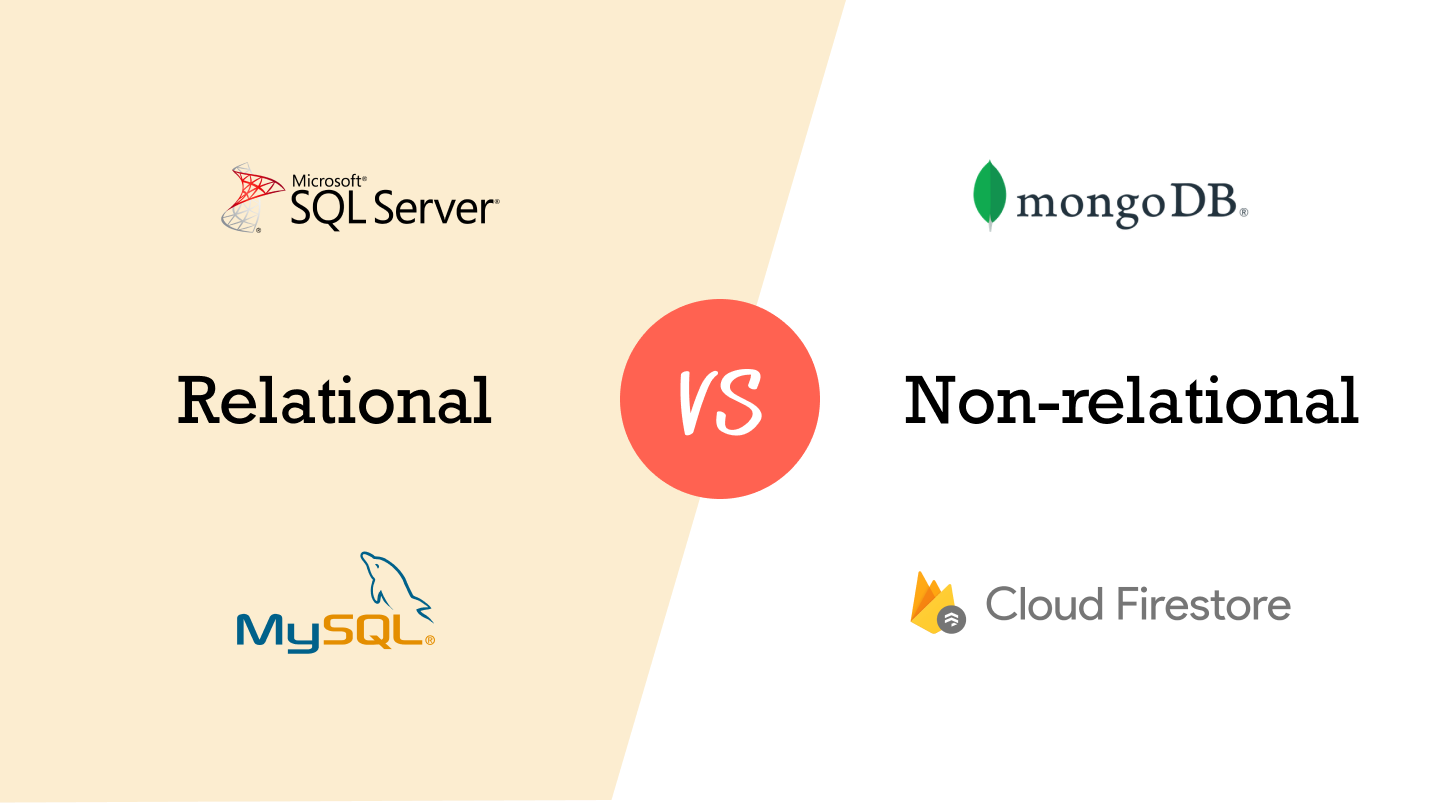 Microsoft®
SQL Server®
mongoDB®
Relational
VS
Non-relational
MySQL®
Cloud Firestore